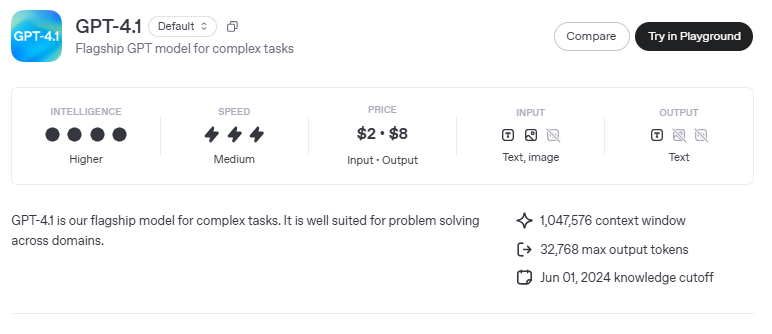 GPT-4.1
GPT-4.1 Default
Flagship GPT model for complex tasks
Compare
Try in Playground
INTELLIGENCE
Higher
SPEED
Medium
PRICE
$2 • $8
Input • Output
INPUT
Text, image
OUTPUT
Text
GPT-4.1 is our flagship model for complex tasks. It is well suited for problem solving
across domains.
1,047,576 context window
32,768 max output tokens
Jun 01, 2024 knowledge cutoff